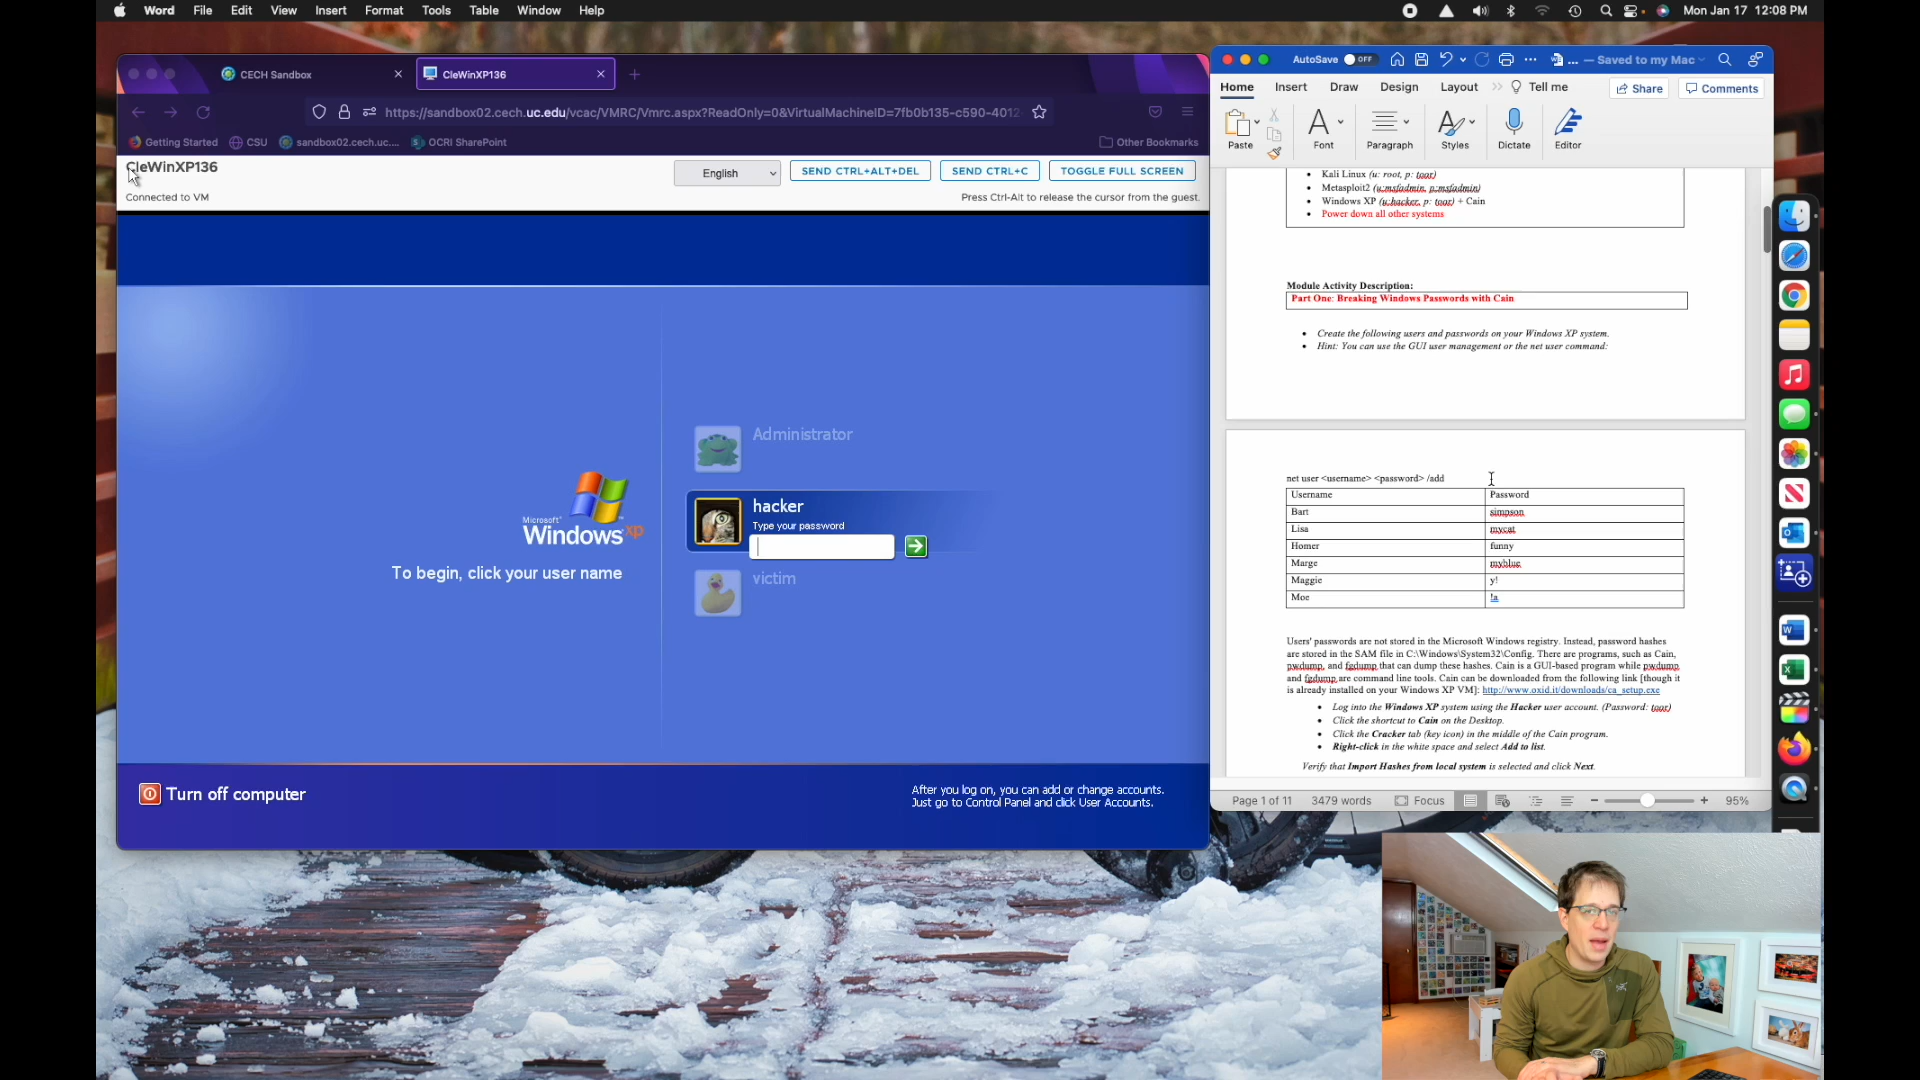 Word File Edit View Insert Format Tools Table Window Help
Mon Jan 17 12:08 PM
CECH Sandbox
CleWinXP136
https://sandbox02.cech.uc.edu/vcac/VMRC/Vmrc.aspx?ReadOnly=0&VirtualMachineID=7fb0b135-c590-4012
Getting Started CSU sandbox02.cech.uc.... OCRI SharePoint Other Bookmarks
CleWinXP136
English SEND CTRL+ALT+DEL SEND CTRL+C TOGGLE FULL SCREEN
Connected to VM
Press Ctrl-Alt to release the cursor from the guest.
Administrator
hacker
Type your password
victim
Microsoft
Windows xp
To begin, click your user name
Turn off computer
After you log on, you can add or change accounts.
Just go to Control Panel and click User Accounts.
AutoSave OFF ... ... — Saved to my Mac
Home Insert Draw Design Layout Tell me Share Comments
Paste Font Paragraph Styles Dictate Editor
• Kali Linux (u: root, p: toor)
• Metasploit2 (u:msfadmin, p:msfadmin)
• Windows XP (u:hacker, p: toor) + Cain
• Power down all other systems
Module Activity Description:
Part One: Breaking Windows Passwords with Cain
• Create the following users and passwords on your Windows XP system.
• Hint: You can use the GUI user management or the net user command:
net user <username> <password> /add
Username Password
Bart simpson
Lisa mycat
Homer funny
Marge myblue
Maggie y!
Moe !a
Users' passwords are not stored in the Microsoft Windows registry. Instead, password hashes
are stored in the SAM file in C:\Windows\System32\Config. There are programs, such as Cain,
pwdump, and fgdump that can dump these hashes. Cain is a GUI-based program while pwdump
and fgdump are command line tools. Cain can be downloaded from the following link [though it
is already installed on your Windows XP VM]: http://www.oxid.it/downloads/ca_setup.exe
• Log into the Windows XP system using the Hacker user account. (Password: toor)
• Click the shortcut to Cain on the Desktop.
• Click the Cracker tab (key icon) in the middle of the Cain program.
• Right-click in the white space and select Add to list.
Verify that Import Hashes from local system is selected and click Next.
Page 1 of 11 3479 words Focus 95%